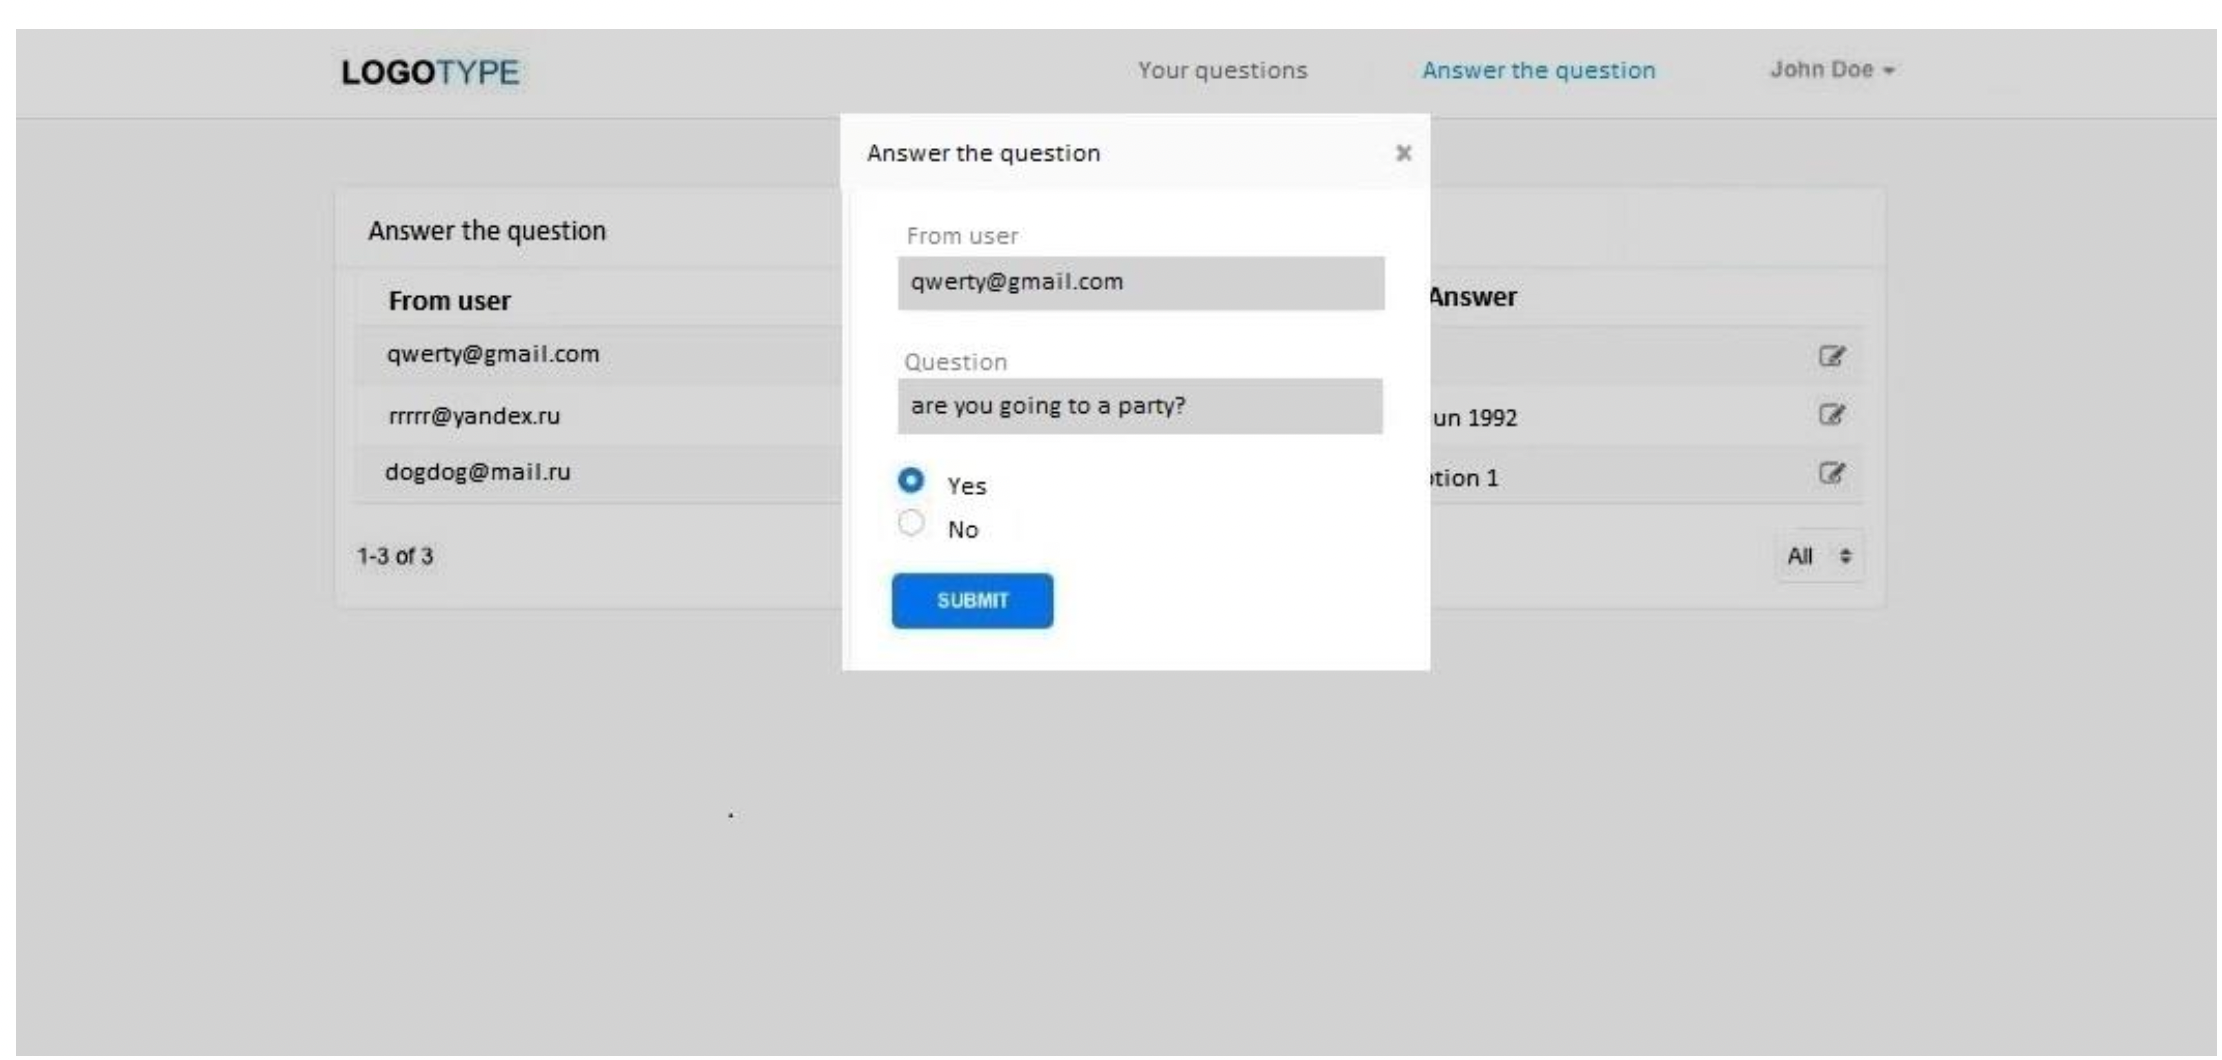 LOGOTYPE
Your questions
Answer the question
John Doe
Answer the question
From user
qwerty@gmail.com
Question
are you going to a party?
Yes
No
SUBMIT
Answer the question
From user
Answer
qwerty@gmail.com
rrrrr@yandex.ru
un 1992
dogdog@mail.ru
tion 1
1-3 of 3
All